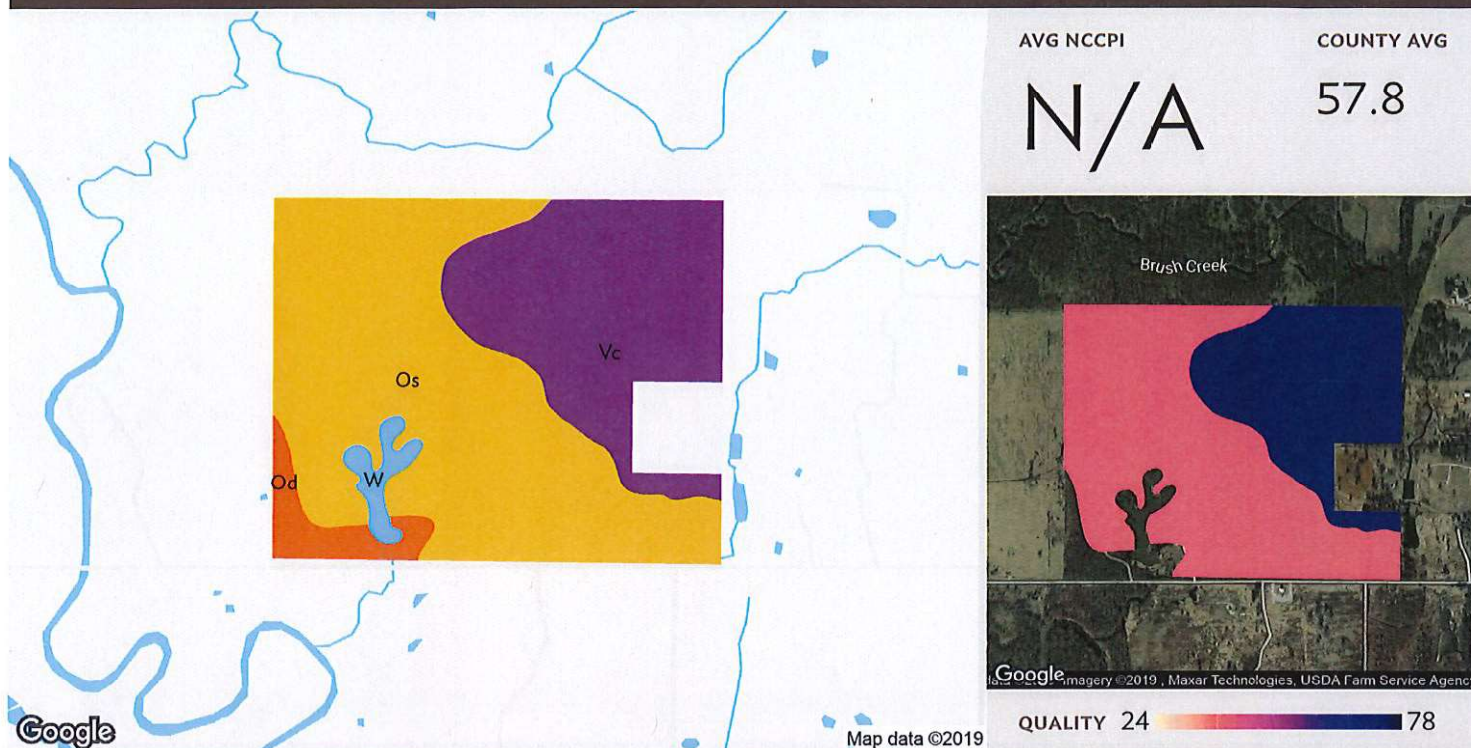 AVG NCCPI
COUNTY AVG
N/A
57.8
Vc
Os
Od
W
Google
Map data ©2019
Brush Creek
Google
Imagery ©2019 , Maxar Technologies, USDA Farm Service Agency
QUALITY 24 78